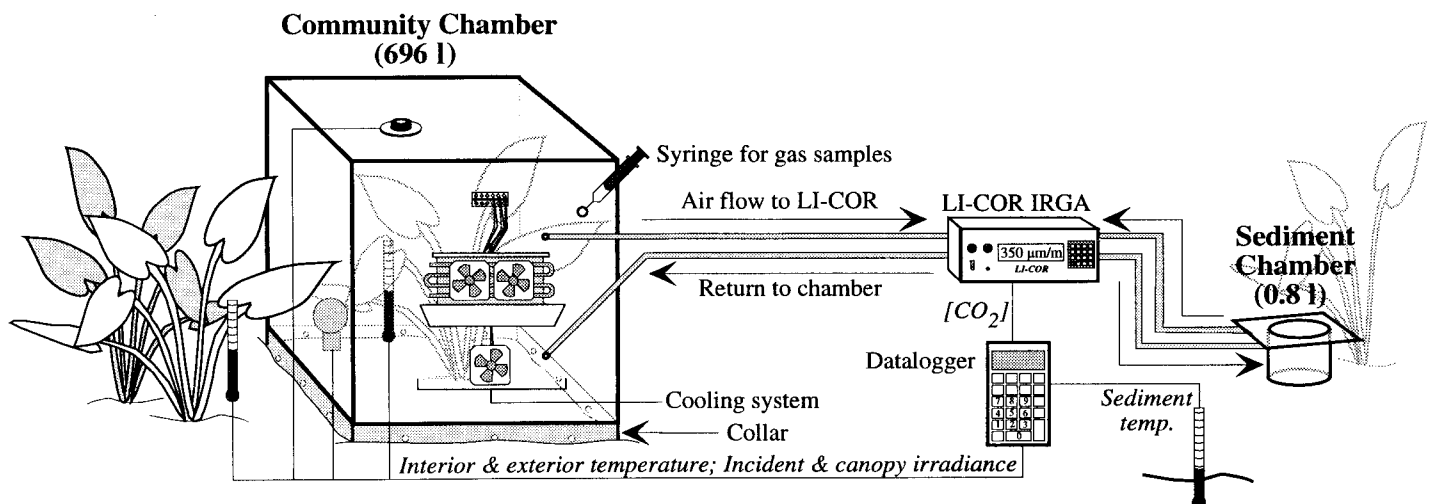 Community Chamber
(696 l)
Syringe for gas samples
Air flow to LI-COR
LI-COR IRGA
350 µm/m
LI-COR
Sediment
Chamber
(0.8 l)
Return to chamber
[CO2]
Datalogger
7 8 9
4 5 6
1 2 3
0
Cooling system
Collar
Sediment
temp.
Interior & exterior temperature; Incident & canopy irradiance